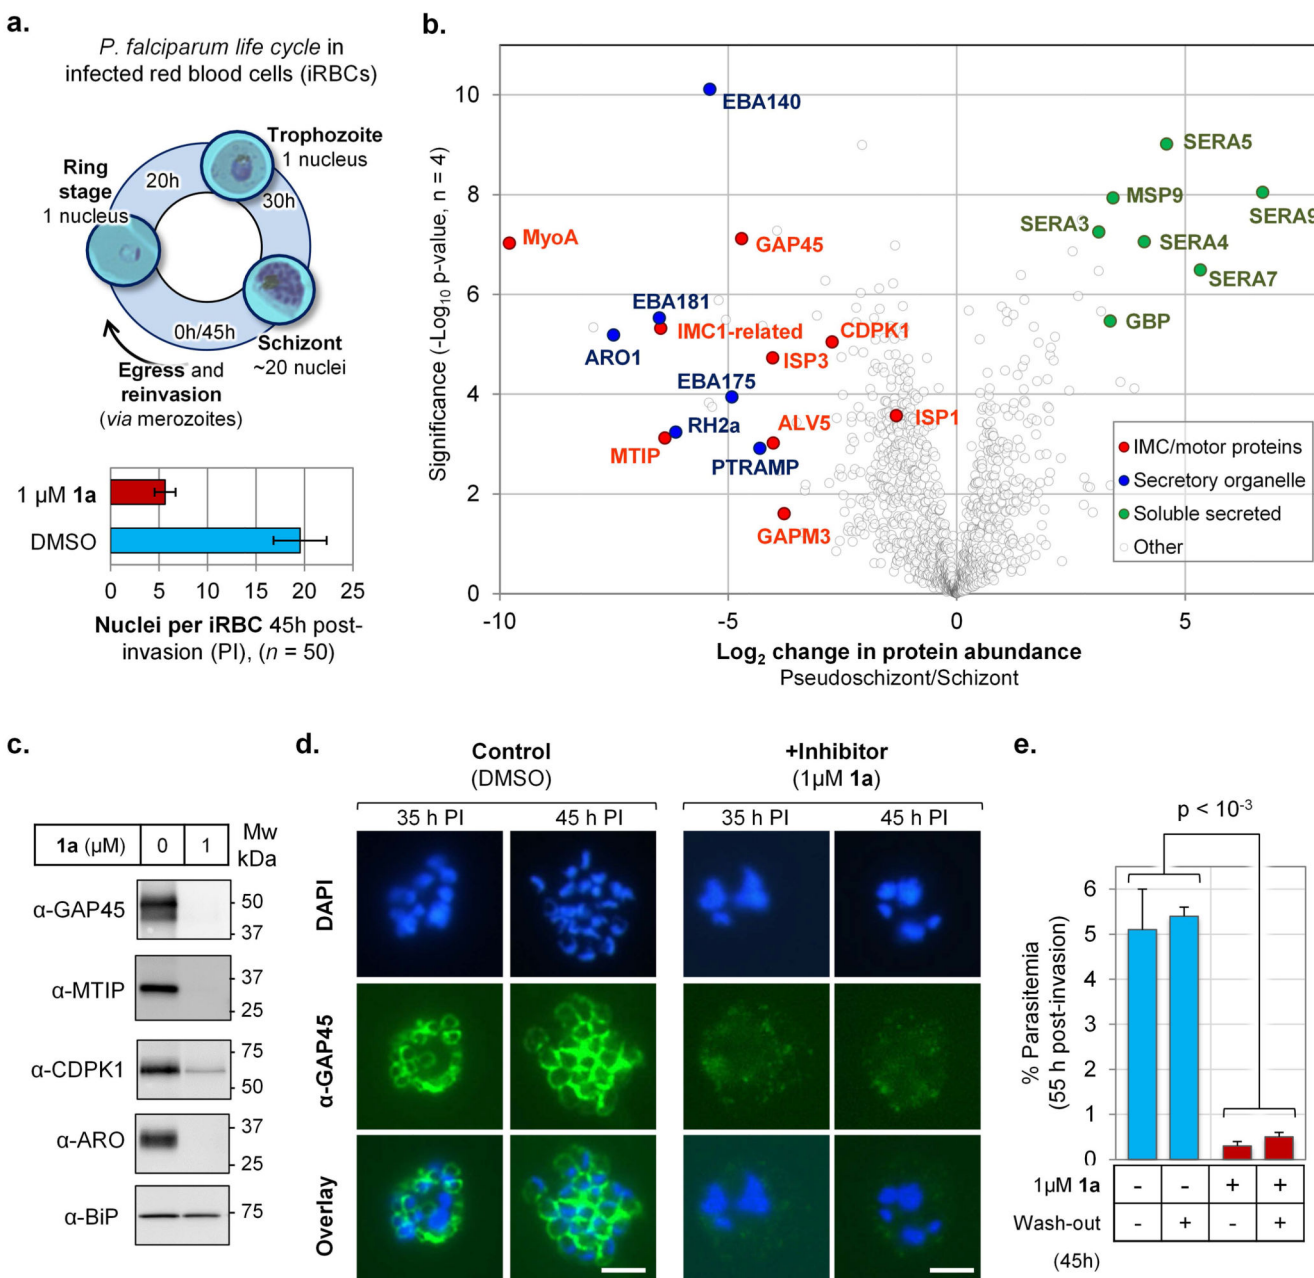 a.
P. falciparum life cycle in
infected red blood cells (iRBCs)
Trophozoite
1 nucleus
Ring
stage
1 nucleus
20h
30h
0h/45h
Schizont
~20 nuclei
Egress and
reinvasion
(via merozoites)
1 µM 1a
DMSO
0 5 10 15 20 25
Nuclei per iRBC 45h post-
invasion (PI), (n = 50)
b.
Significance (-Log10 p-value, n = 4)
10
8
6
4
2
0
-10 -5 0 5
Log2 change in protein abundance
Pseudoschizont/Schizont
EBA140
MyoA
GAP45
EBA181
IMC1-related
CDPK1
ARO1
ISP3
EBA175
RH2a
ALV5
ISP1
MTIP
PTRAMP
GAPM3
SERA5
MSP9
SERA9
SERA3
SERA4
SERA7
GBP
IMC/motor proteins
Secretory organelle
Soluble secreted
Other
c.
1a (µM) 0 1 Mw
kDa
α-GAP45 50
37
α-MTIP 37
25
α-CDPK1 75
50
α-ARO 37
25
α-BiP 75
d.
Control
(DMSO)
+Inhibitor
(1µM 1a)
35 h PI 45 h PI 35 h PI 45 h PI
DAPI
α-GAP45
Overlay
e.
p < 10-3
% Parasitemia
(55 h post-invasion)
6
5
4
3
2
1
0
1µM 1a - - + +
Wash-out - + - +
(45h)